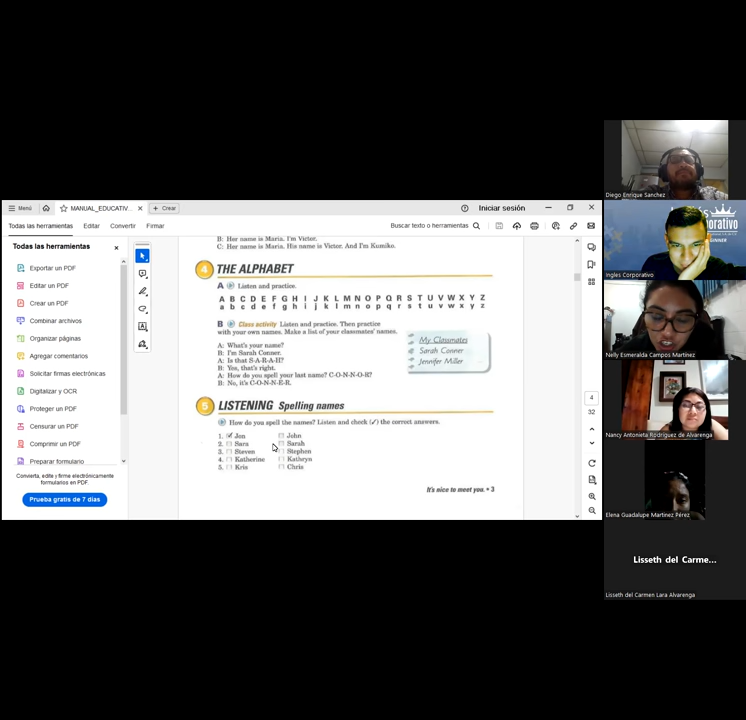 Menú
MANUAL_EDUCATIV...
Crear
Iniciar sesión
Todas las herramientas
Editar
Convertir
Firmar
Buscar texto o herramientas
Todas las herramientas
Exportar un PDF
Editar un PDF
Crear un PDF
Combinar archivos
Organizar páginas
Agregar comentarios
Solicitar firmas electrónicas
Digitalizar y OCR
Proteger un PDF
Censurar un PDF
Comprimir un PDF
Preparar formulario
Convierta, edite y firme electrónicamente
formularios en PDF.
Prueba gratis de 7 días
B: Her name is Maria. I'm Victor.
C: Her name is Maria. His name is Victor. And I'm Kumiko.
4 THE ALPHABET
A Listen and practice.
A B C D E F G H I J K L M N O P Q R S T U V W X Y Z
a b c d e f g h i j k l m n o p q r s t u v w x y z
B Class activity Listen and practice. Then practice
with your own names. Make a list of your classmates' names.
A: What's your name?
B: I'm Sarah Conner.
A: Is that S-A-R-A-H?
B: Yes, that's right.
A: How do you spell your last name? C-O-N-N-O-R?
B: No, it's C-O-N-N-E-R.
My Classmates
Sarah Conner
Jennifer Miller
5 LISTENING Spelling names
How do you spell the names? Listen and check (✓) the correct answers.
1. ✓ Jon John
2. Sara Sarah
3. Steven Stephen
4. Katherine Kathryn
5. Kris Chris
It's nice to meet you. • 3
4
32
Diego Enrique Sanchez
Ingles Corporativo
Nelly Esmeralda Campos Martínez
Nancy Antonieta Rodríguez de Alvarenga
Elena Guadalupe Martínez Pérez
Lisseth del Carme...
Lisseth del Carmen Lara Alvarenga